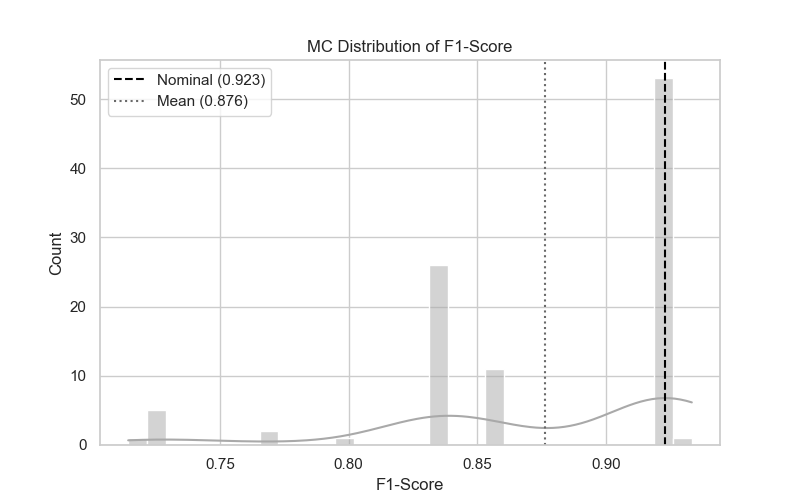 MC Distribution of F1-Score
Nominal (0.923)
Mean (0.876)
Count
50
40
30
20
10
0
0.75 0.80 0.85 0.90
F1-Score